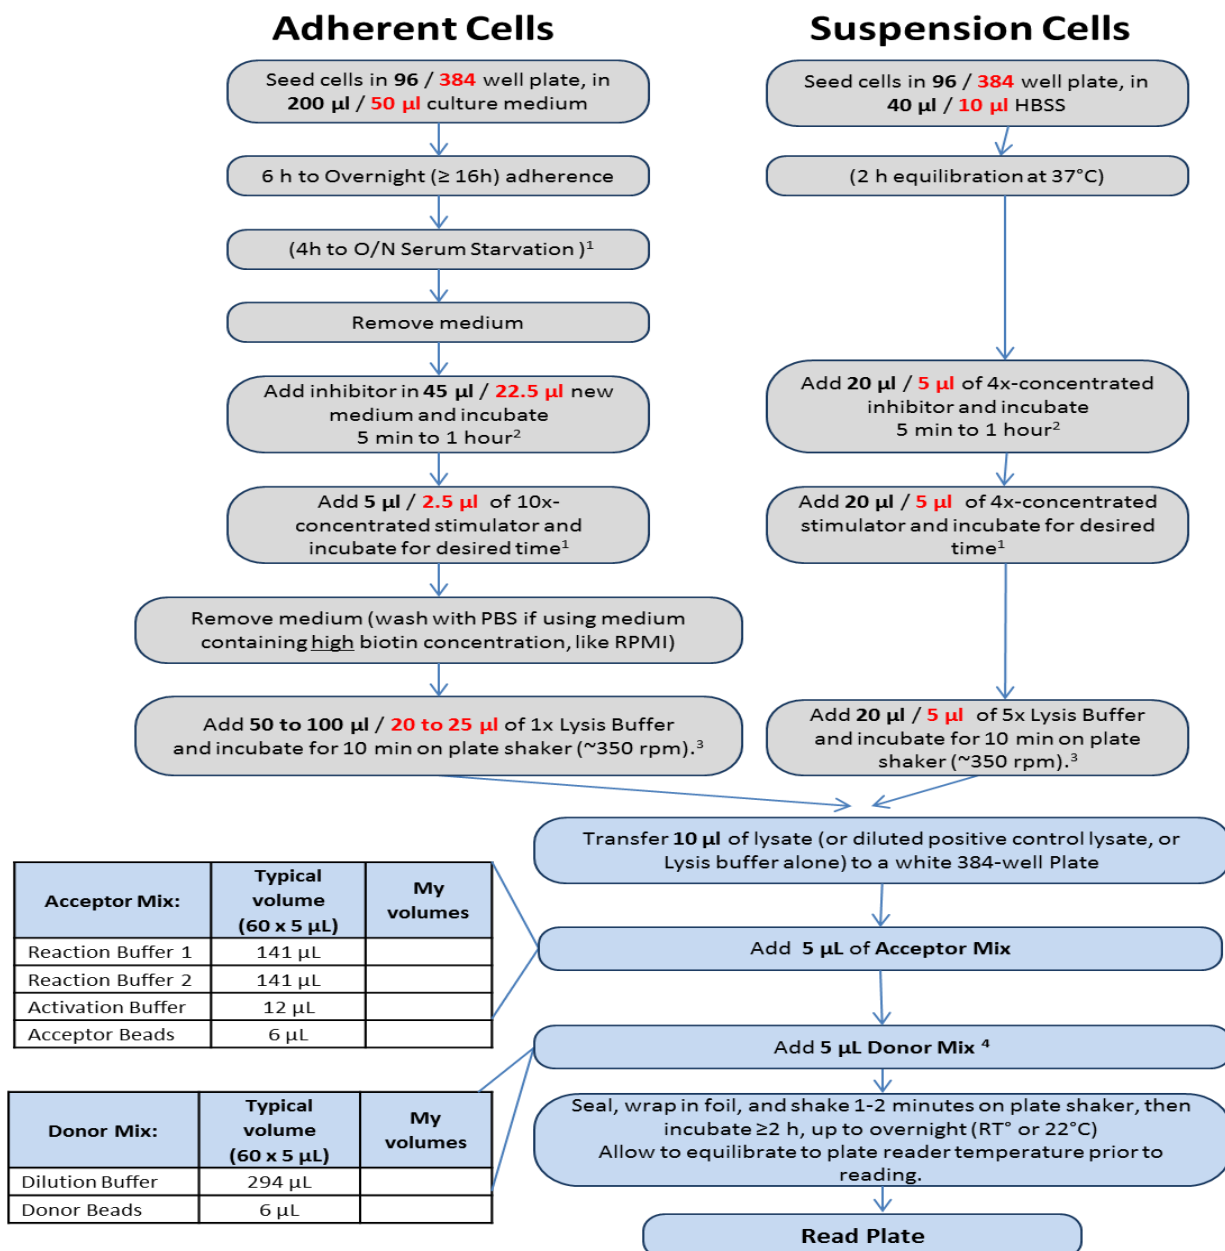 Adherent Cells
Seed cells in 96 / 384 well plate, in
200 µl / 50 µl culture medium
6 h to Overnight (≥ 16h) adherence
(4h to O/N Serum Starvation )¹
Remove medium
Add inhibitor in 45 µl / 22.5 µl new
medium and incubate
5 min to 1 hour²
Add 5 µl / 2.5 µl of 10x-
concentrated stimulator and
incubate for desired time¹
Remove medium (wash with PBS if using medium
containing high biotin concentration, like RPMI)
Add 50 to 100 µl / 20 to 25 µl of 1x Lysis Buffer
and incubate for 10 min on plate shaker (~350 rpm).³
Suspension Cells
Seed cells in 96 / 384 well plate, in
40 µl / 10 µl HBSS
(2 h equilibration at 37°C)
Add 20 µl / 5 µl of 4x-concentrated
inhibitor and incubate
5 min to 1 hour²
Add 20 µl / 5 µl of 4x-concentrated
stimulator and incubate for desired
time¹
Add 20 µl / 5 µl of 5x Lysis Buffer
and incubate for 10 min on plate
shaker (~350 rpm).³
Transfer 10 µl of lysate (or diluted positive control lysate, or
Lysis buffer alone) to a white 384-well Plate
Add 5 µL of Acceptor Mix
Add 5 µL Donor Mix ⁴
Seal, wrap in foil, and shake 1-2 minutes on plate shaker, then
incubate ≥2 h, up to overnight (RT° or 22°C)
Allow to equilibrate to plate reader temperature prior to
reading.
Read Plate
Acceptor Mix:
Typical
volume
(60 x 5 µL)
My
volumes
Reaction Buffer 1 141 µL
Reaction Buffer 2 141 µL
Activation Buffer 12 µL
Acceptor Beads 6 µL
Donor Mix:
Typical
volume
(60 x 5 µL)
My
volumes
Dilution Buffer 294 µL
Donor Beads 6 µL